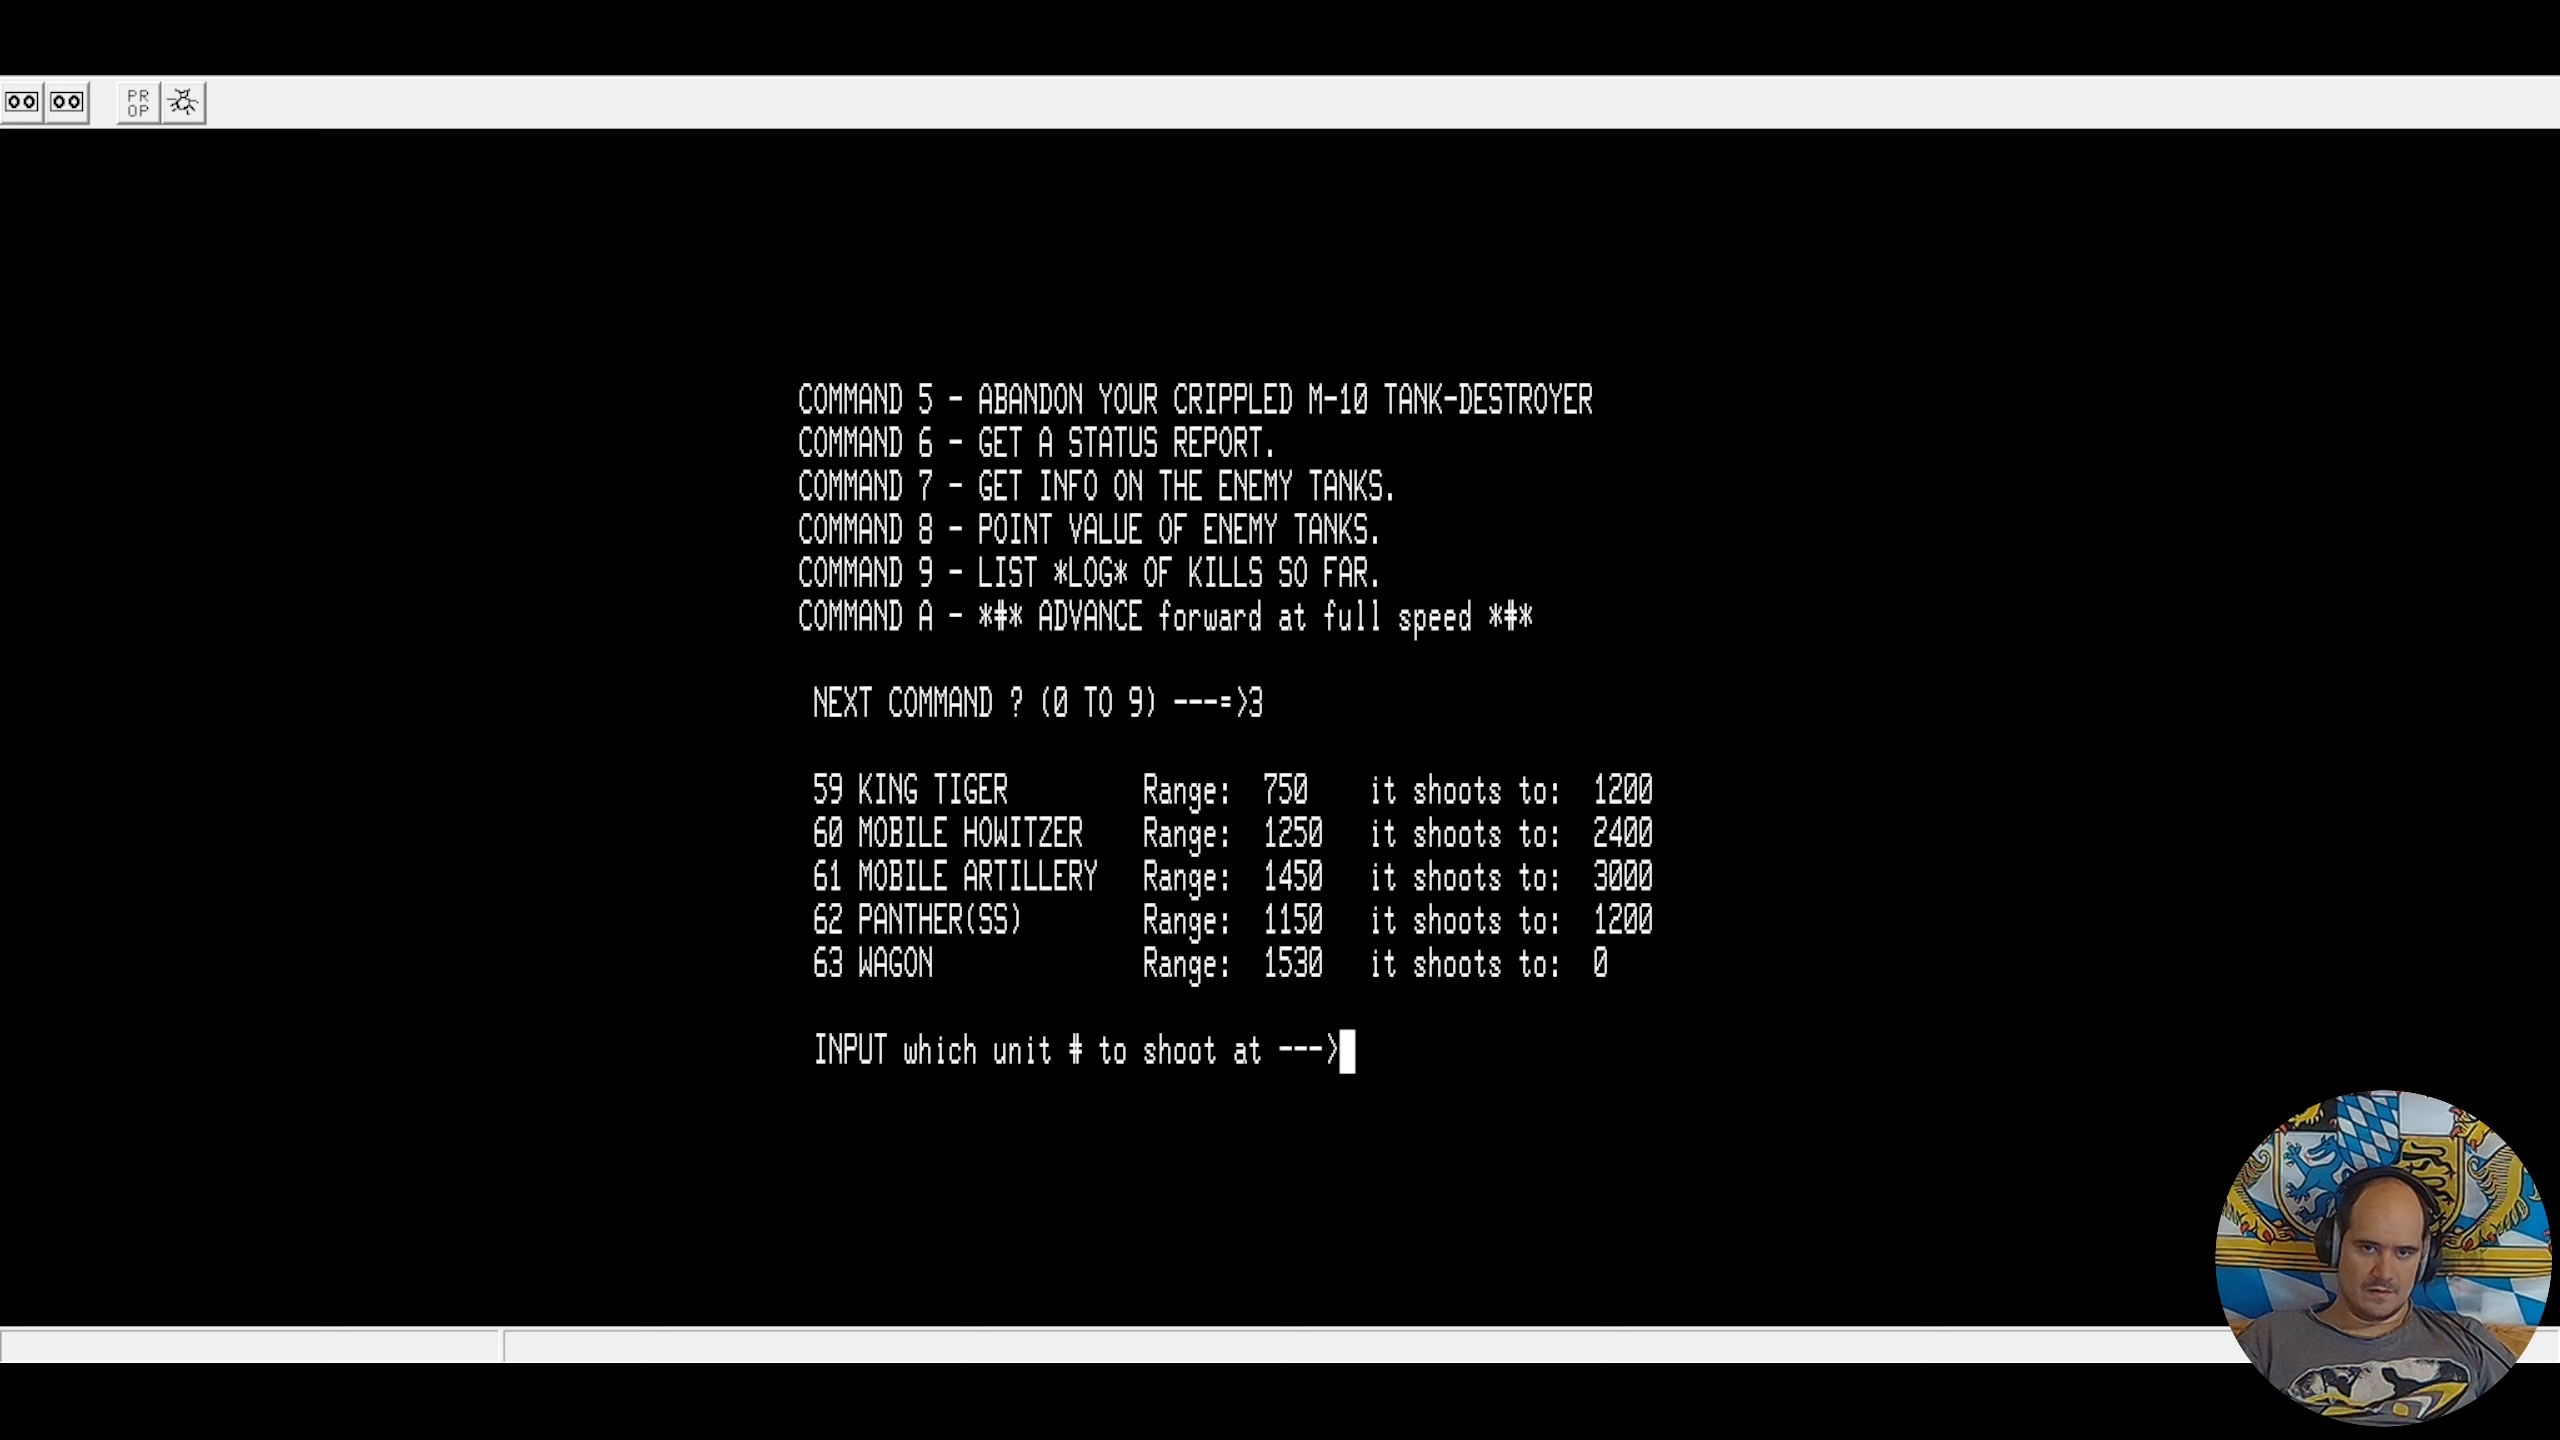 PR
OP
COMMAND 5 - ABANDON YOUR CRIPPLED M-10 TANK-DESTROYER
COMMAND 6 - GET A STATUS REPORT.
COMMAND 7 - GET INFO ON THE ENEMY TANKS.
COMMAND 8 - POINT VALUE OF ENEMY TANKS.
COMMAND 9 - LIST *LOG* OF KILLS SO FAR.
COMMAND A - *#* ADVANCE forward at full speed *#*
NEXT COMMAND ? (0 TO 9) ---=>3
59 KING TIGER Range: 750 it shoots to: 1200
60 MOBILE HOWITZER Range: 1250 it shoots to: 2400
61 MOBILE ARTILLERY Range: 1450 it shoots to: 3000
62 PANTHER(SS) Range: 1150 it shoots to: 1200
63 WAGON Range: 1530 it shoots to: 0
INPUT which unit # to shoot at --->